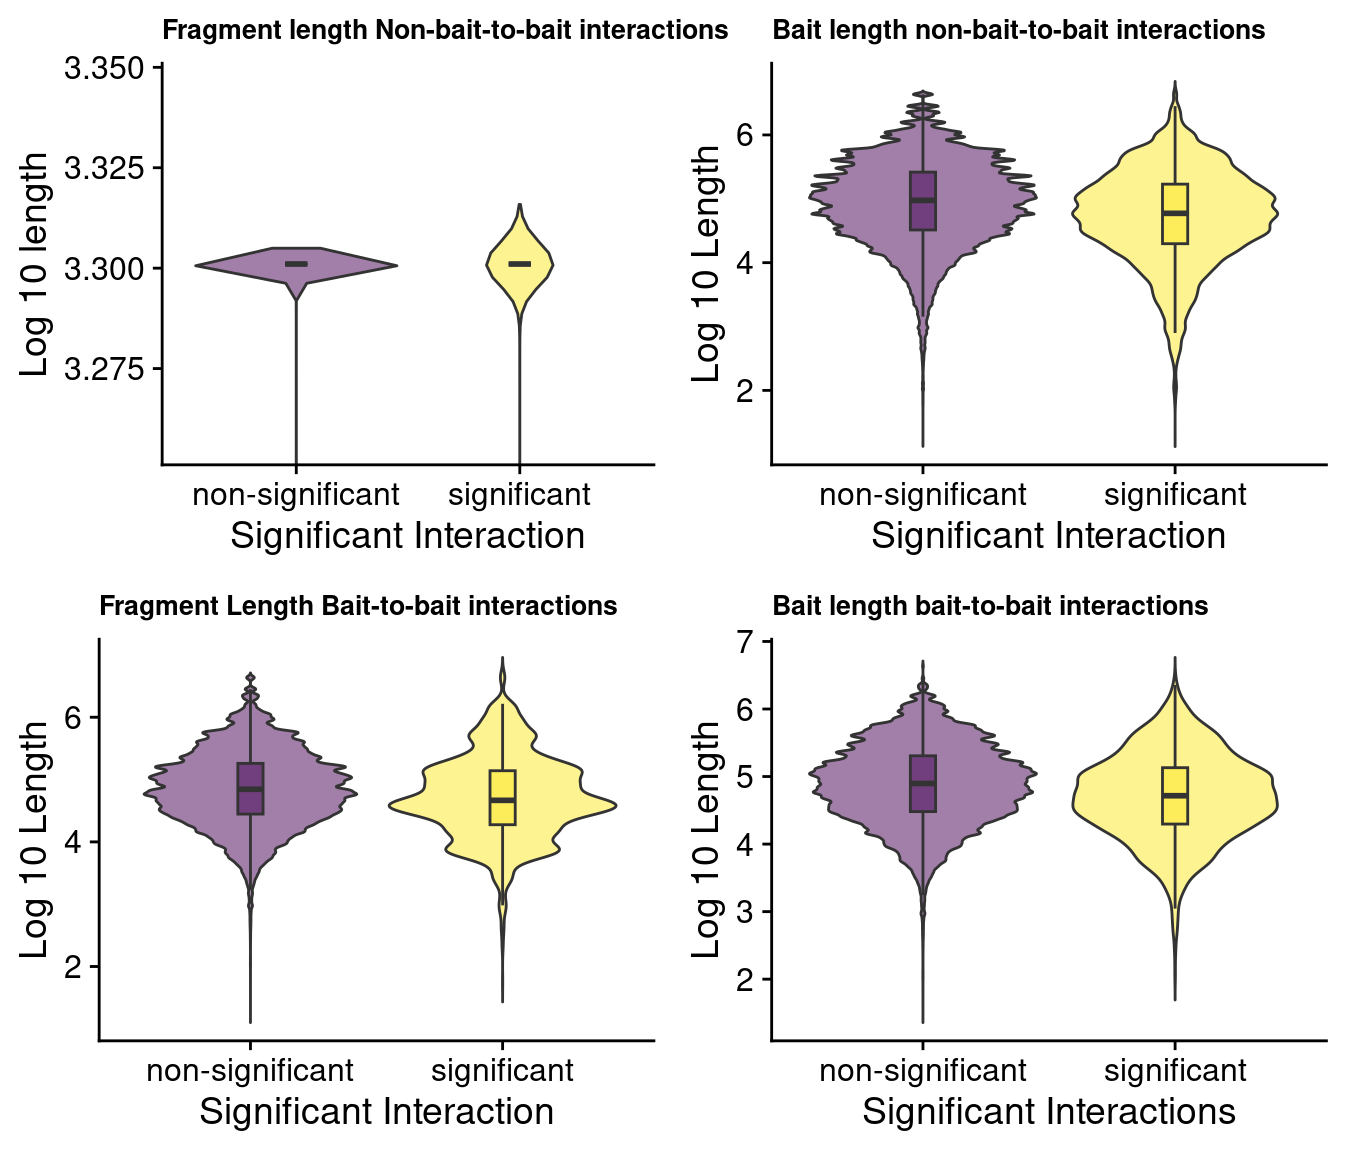 Fragment length Non-bait-to-bait interactions
Log 10 length
3.350
3.325
3.300
3.275
non-significant significant
Significant Interaction
Bait length non-bait-to-bait interactions
Log 10 Length
6
4
2
non-significant significant
Significant Interaction
Fragment Length Bait-to-bait interactions
Log 10 Length
6
4
2
non-significant significant
Significant Interaction
Bait length bait-to-bait interactions
Log 10 Length
7
6
5
4
3
2
non-significant significant
Significant Interactions